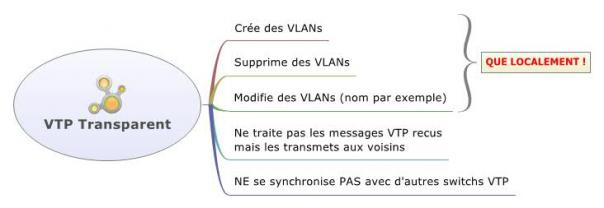 VTP Transparent
Crée des VLANs
Supprime des VLANs
Modifie des VLANs (nom par exemple)
QUE LOCALEMENT !
Ne traite pas les messages VTP recus
mais les transmets aux voisins
NE se synchronise PAS avec d'autres switchs VTP